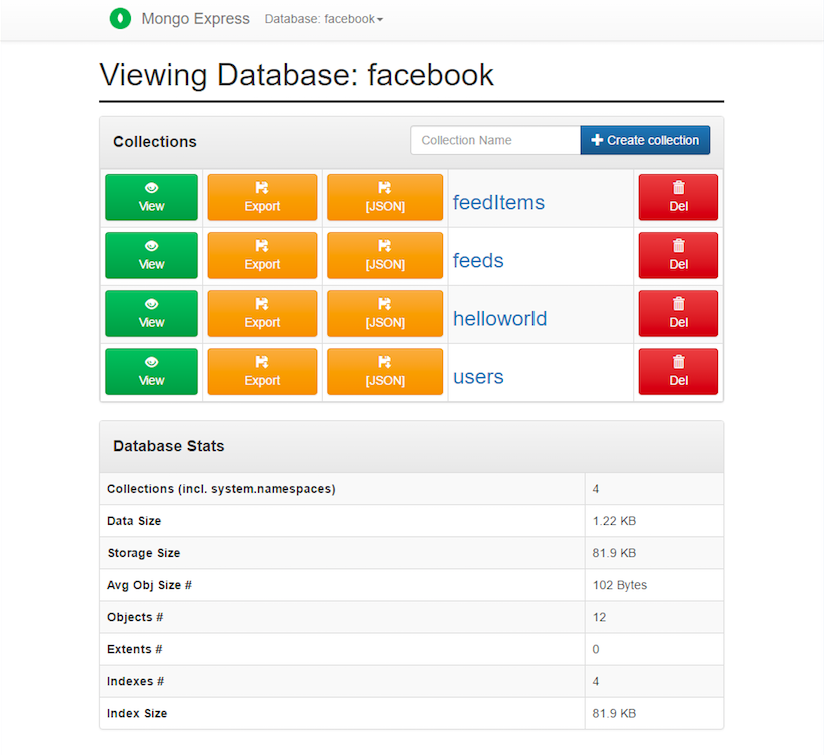 Mongo Express Database: facebook
Viewing Database: facebook
Collections Collection Name Create collection
View Export [JSON] feedItems Del
View Export [JSON] feeds Del
View Export [JSON] helloworld Del
View Export [JSON] users Del
Database Stats
Collections (incl. system.namespaces) 4
Data Size 1.22 KB
Storage Size 81.9 KB
Avg Obj Size # 102 Bytes
Objects # 12
Extents # 0
Indexes # 4
Index Size 81.9 KB